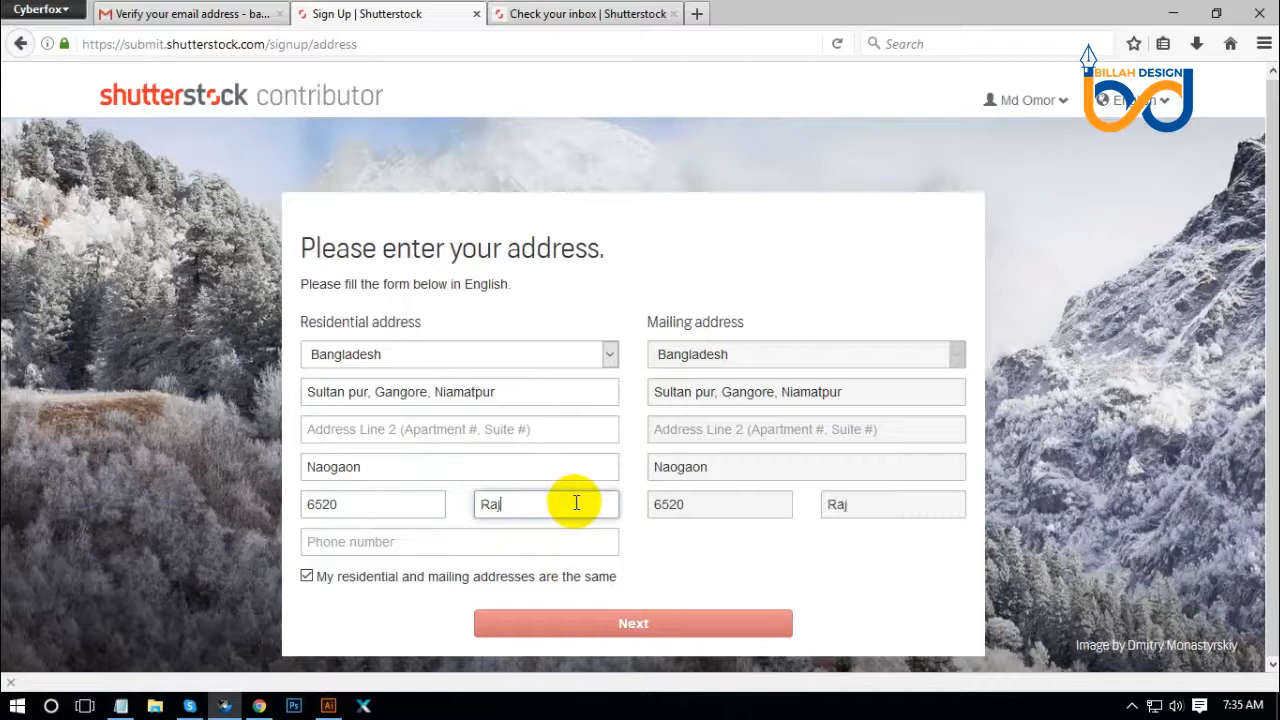 Cyberfox
Verify your email address - ba...
Sign Up | Shutterstock
Check your inbox | Shutterstock
https://submit.shutterstock.com/signup/address
Search
BILLAH DESIGN
shutterstock contributor
Md Omor
English
Please enter your address.
Please fill the form below in English.
Residential address
Mailing address
Bangladesh
Bangladesh
Sultan pur, Gangore, Niamatpur
Sultan pur, Gangore, Niamatpur
Address Line 2 (Apartment #, Suite #)
Address Line 2 (Apartment #, Suite #)
Naogaon
Naogaon
6520
Raj
6520
Raj
Phone number
My residential and mailing addresses are the same
Next
Image by Dmitry Monastyrskiy
Ps
Ai
7:35 AM